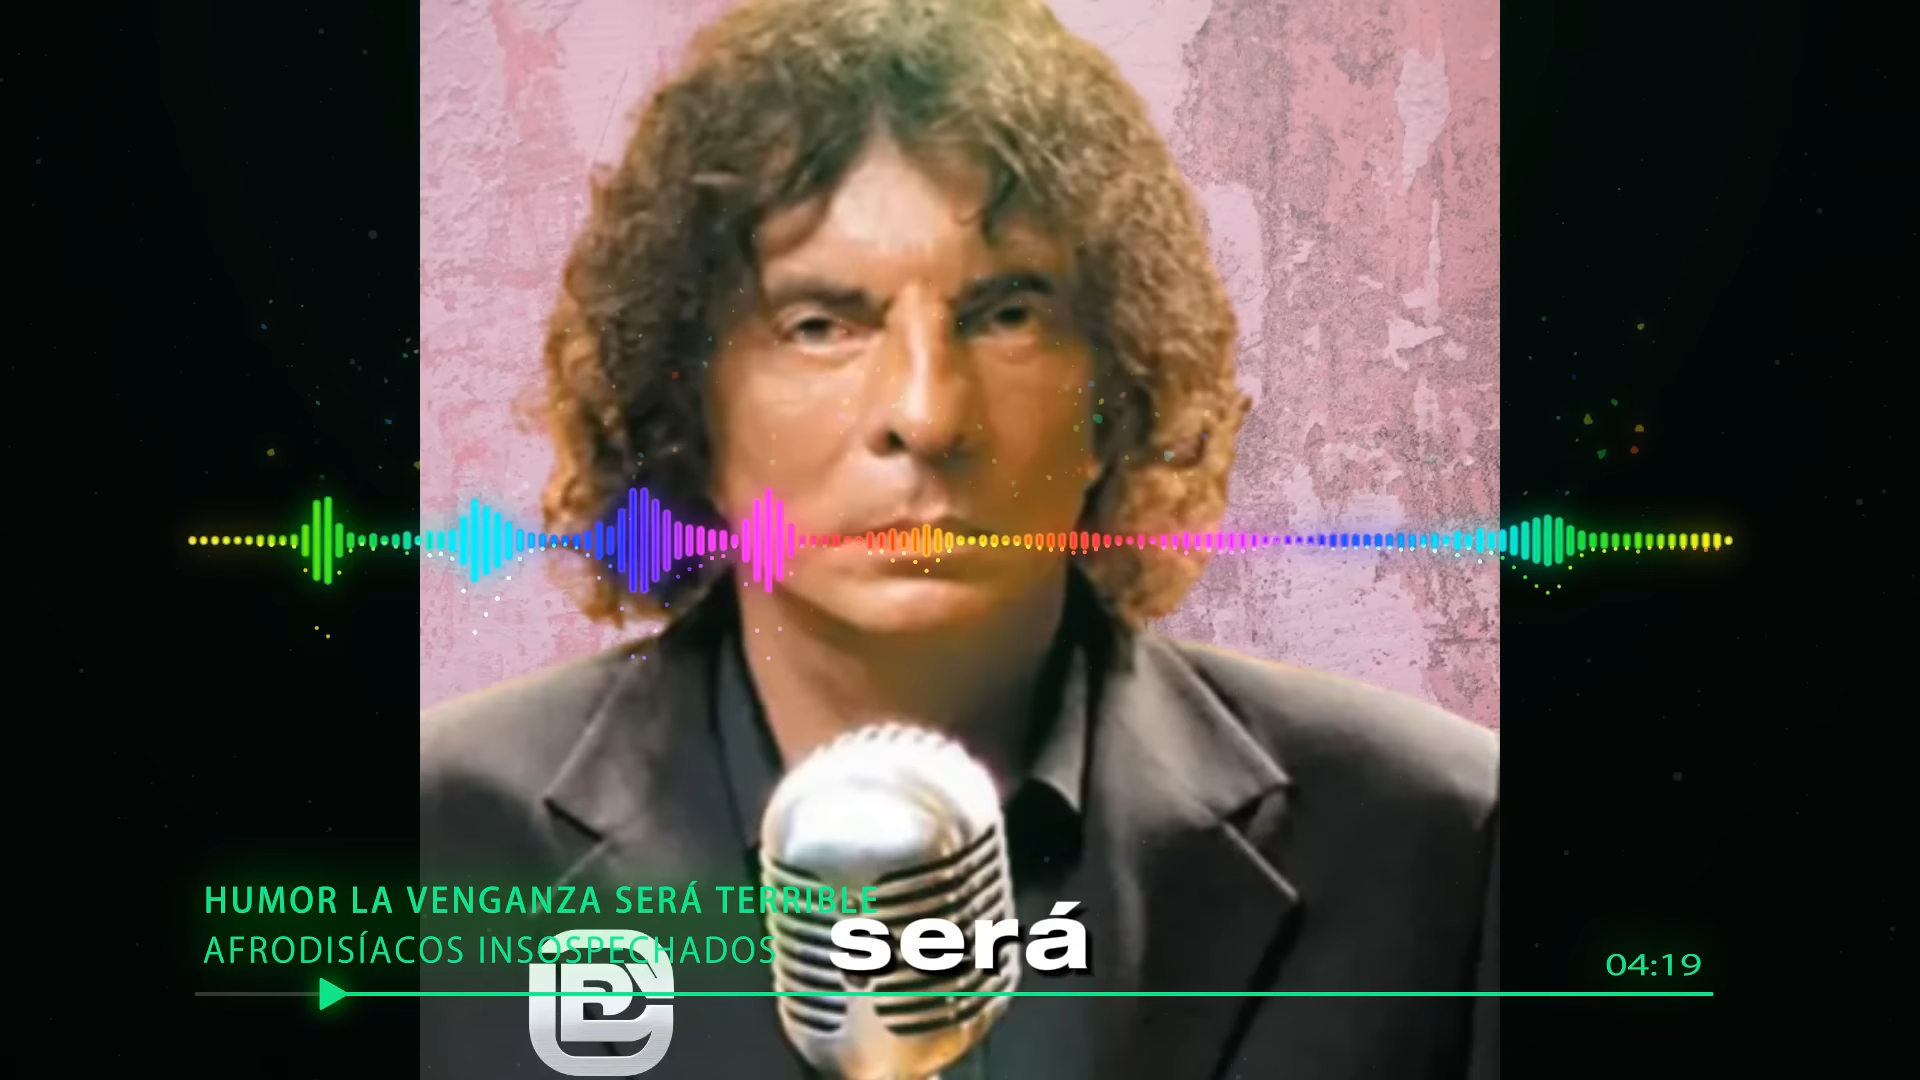 HUMOR LA VENGANZA SERÁ TERRIBLE
AFRODISÍACOS INSOSPECHADOS
será
04:19